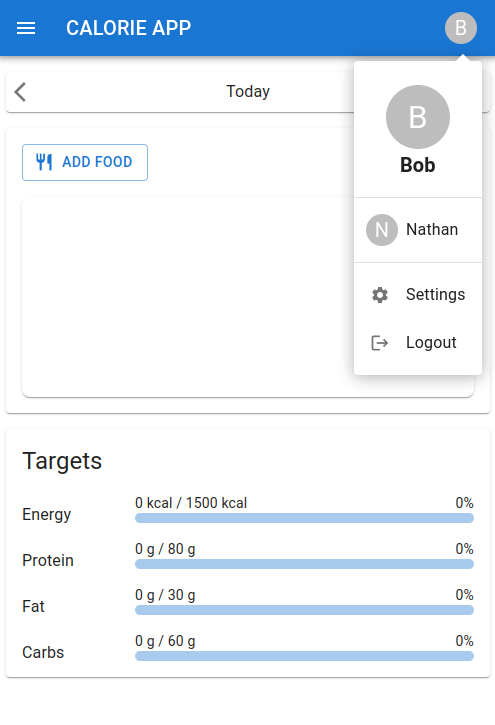 CALORIE APP
B
Today
B
Bob
ADD FOOD
N Nathan
Settings
Logout
Targets
Energy 0 kcal / 1500 kcal 0%
Protein 0 g / 80 g 0%
Fat 0 g / 30 g 0%
Carbs 0 g / 60 g 0%